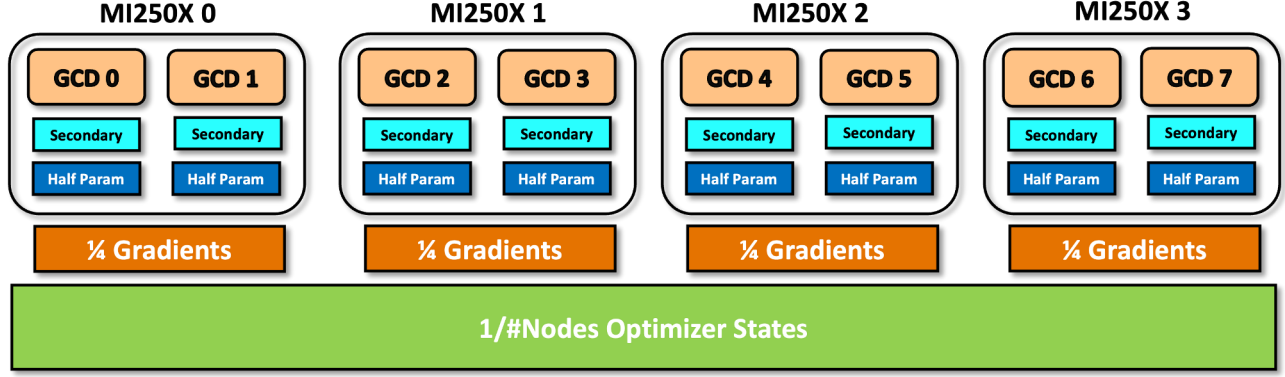 MI250X 0 MI250X 1 MI250X 2 MI250X 3
GCD 0 GCD 1 GCD 2 GCD 3 GCD 4 GCD 5 GCD 6 GCD 7
Secondary Secondary Secondary Secondary Secondary Secondary Secondary Secondary
Half Param Half Param Half Param Half Param Half Param Half Param Half Param Half Param
¼ Gradients ¼ Gradients ¼ Gradients ¼ Gradients
1/#Nodes Optimizer States